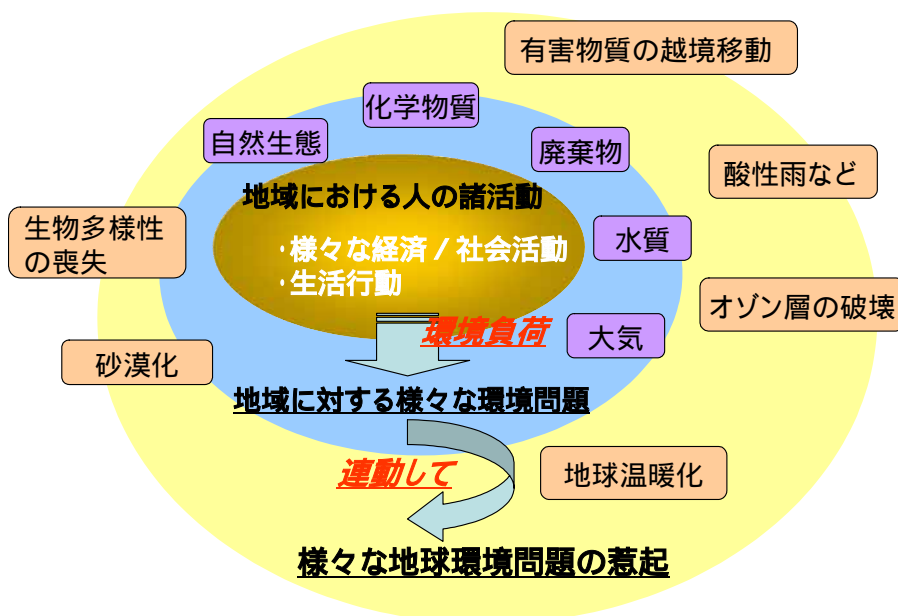 有害物質の越境移動
化学物質
自然生態
廃棄物
酸性雨など
地域における人の諸活動
生物多様性
の喪失
・様々な経済/社会活動
・生活行動
水質
オゾン層の破壊
環境負荷
大気
砂漠化
地域に対する様々な環境問題
連動して
地球温暖化
様々な地球環境問題の惹起